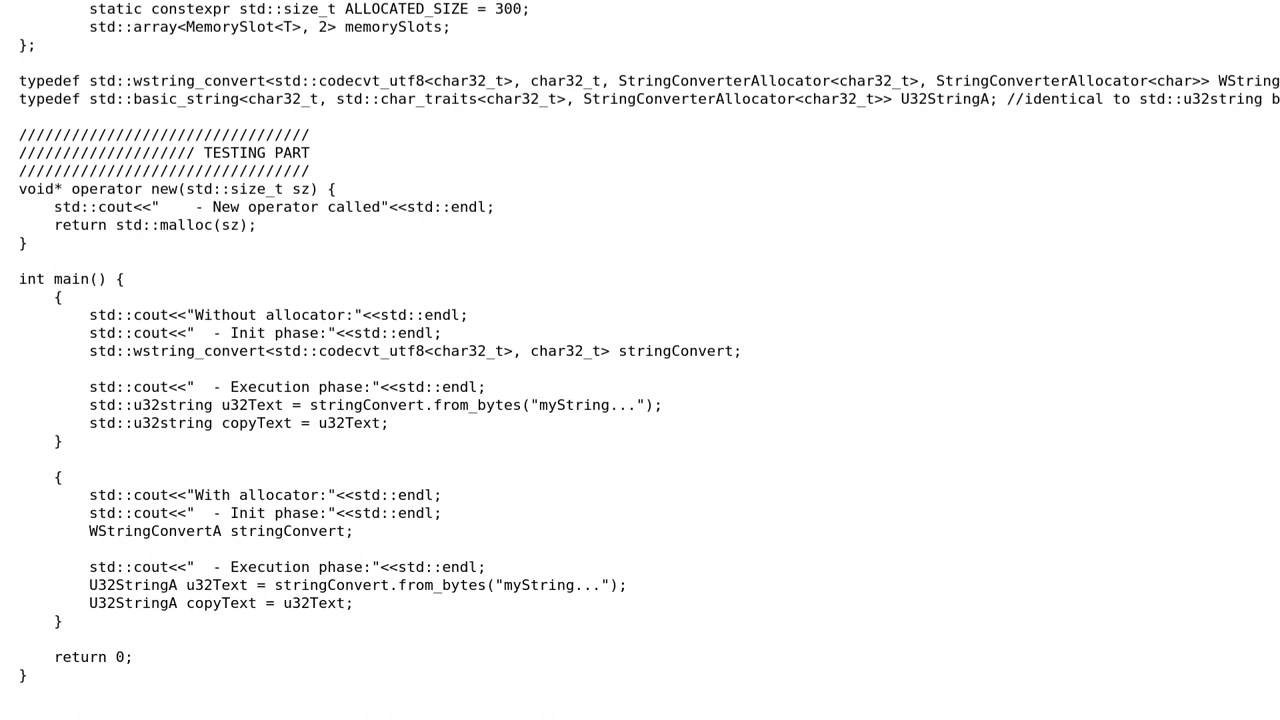 static constexpr std::size_t ALLOCATED_SIZE = 300;
std::array<MemorySlot<T>, 2> memorySlots;
};
typedef std::wstring_convert<std::codecvt_utf8<char32_t>, char32_t, StringConverterAllocator<char32_t>, StringConverterAllocator<char>> WString
typedef std::basic_string<char32_t, std::char_traits<char32_t>, StringConverterAllocator<char32_t>> U32StringA; //identical to std::u32string b
/////////////////////////////////
//////////////////// TESTING PART
/////////////////////////////////
void* operator new(std::size_t sz) {
    std::cout<<"    - New operator called"<<std::endl;
    return std::malloc(sz);
}
int main() {
    {
        std::cout<<"Without allocator:"<<std::endl;
        std::cout<<"  - Init phase:"<<std::endl;
        std::wstring_convert<std::codecvt_utf8<char32_t>, char32_t> stringConvert;
        std::cout<<"  - Execution phase:"<<std::endl;
        std::u32string u32Text = stringConvert.from_bytes("myString...");
        std::u32string copyText = u32Text;
    }
    {
        std::cout<<"With allocator:"<<std::endl;
        std::cout<<"  - Init phase:"<<std::endl;
        WStringConvertA stringConvert;
        std::cout<<"  - Execution phase:"<<std::endl;
        U32StringA u32Text = stringConvert.from_bytes("myString...");
        U32StringA copyText = u32Text;
    }
    return 0;
}